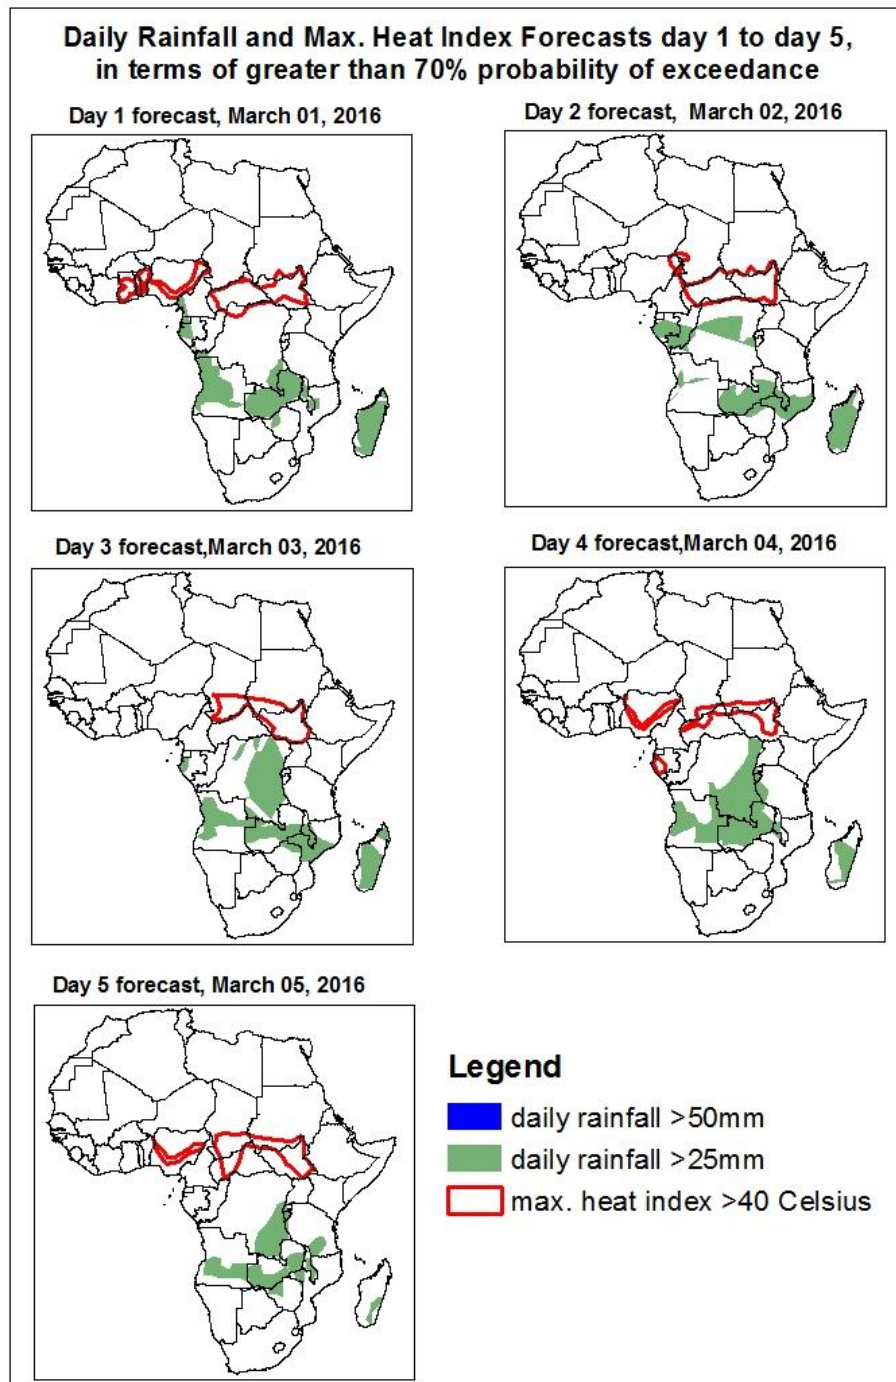 Daily Rainfall and Max. Heat Index Forecasts day 1 to day 5,
in terms of greater than 70% probability of exceedance
Day 1 forecast, March 01, 2016
Day 2 forecast, March 02, 2016
Day 3 forecast,March 03, 2016
Day 4 forecast,March 04, 2016
Day 5 forecast, March 05, 2016
Legend
daily rainfall >50mm
daily rainfall >25mm
max. heat index >40 Celsius